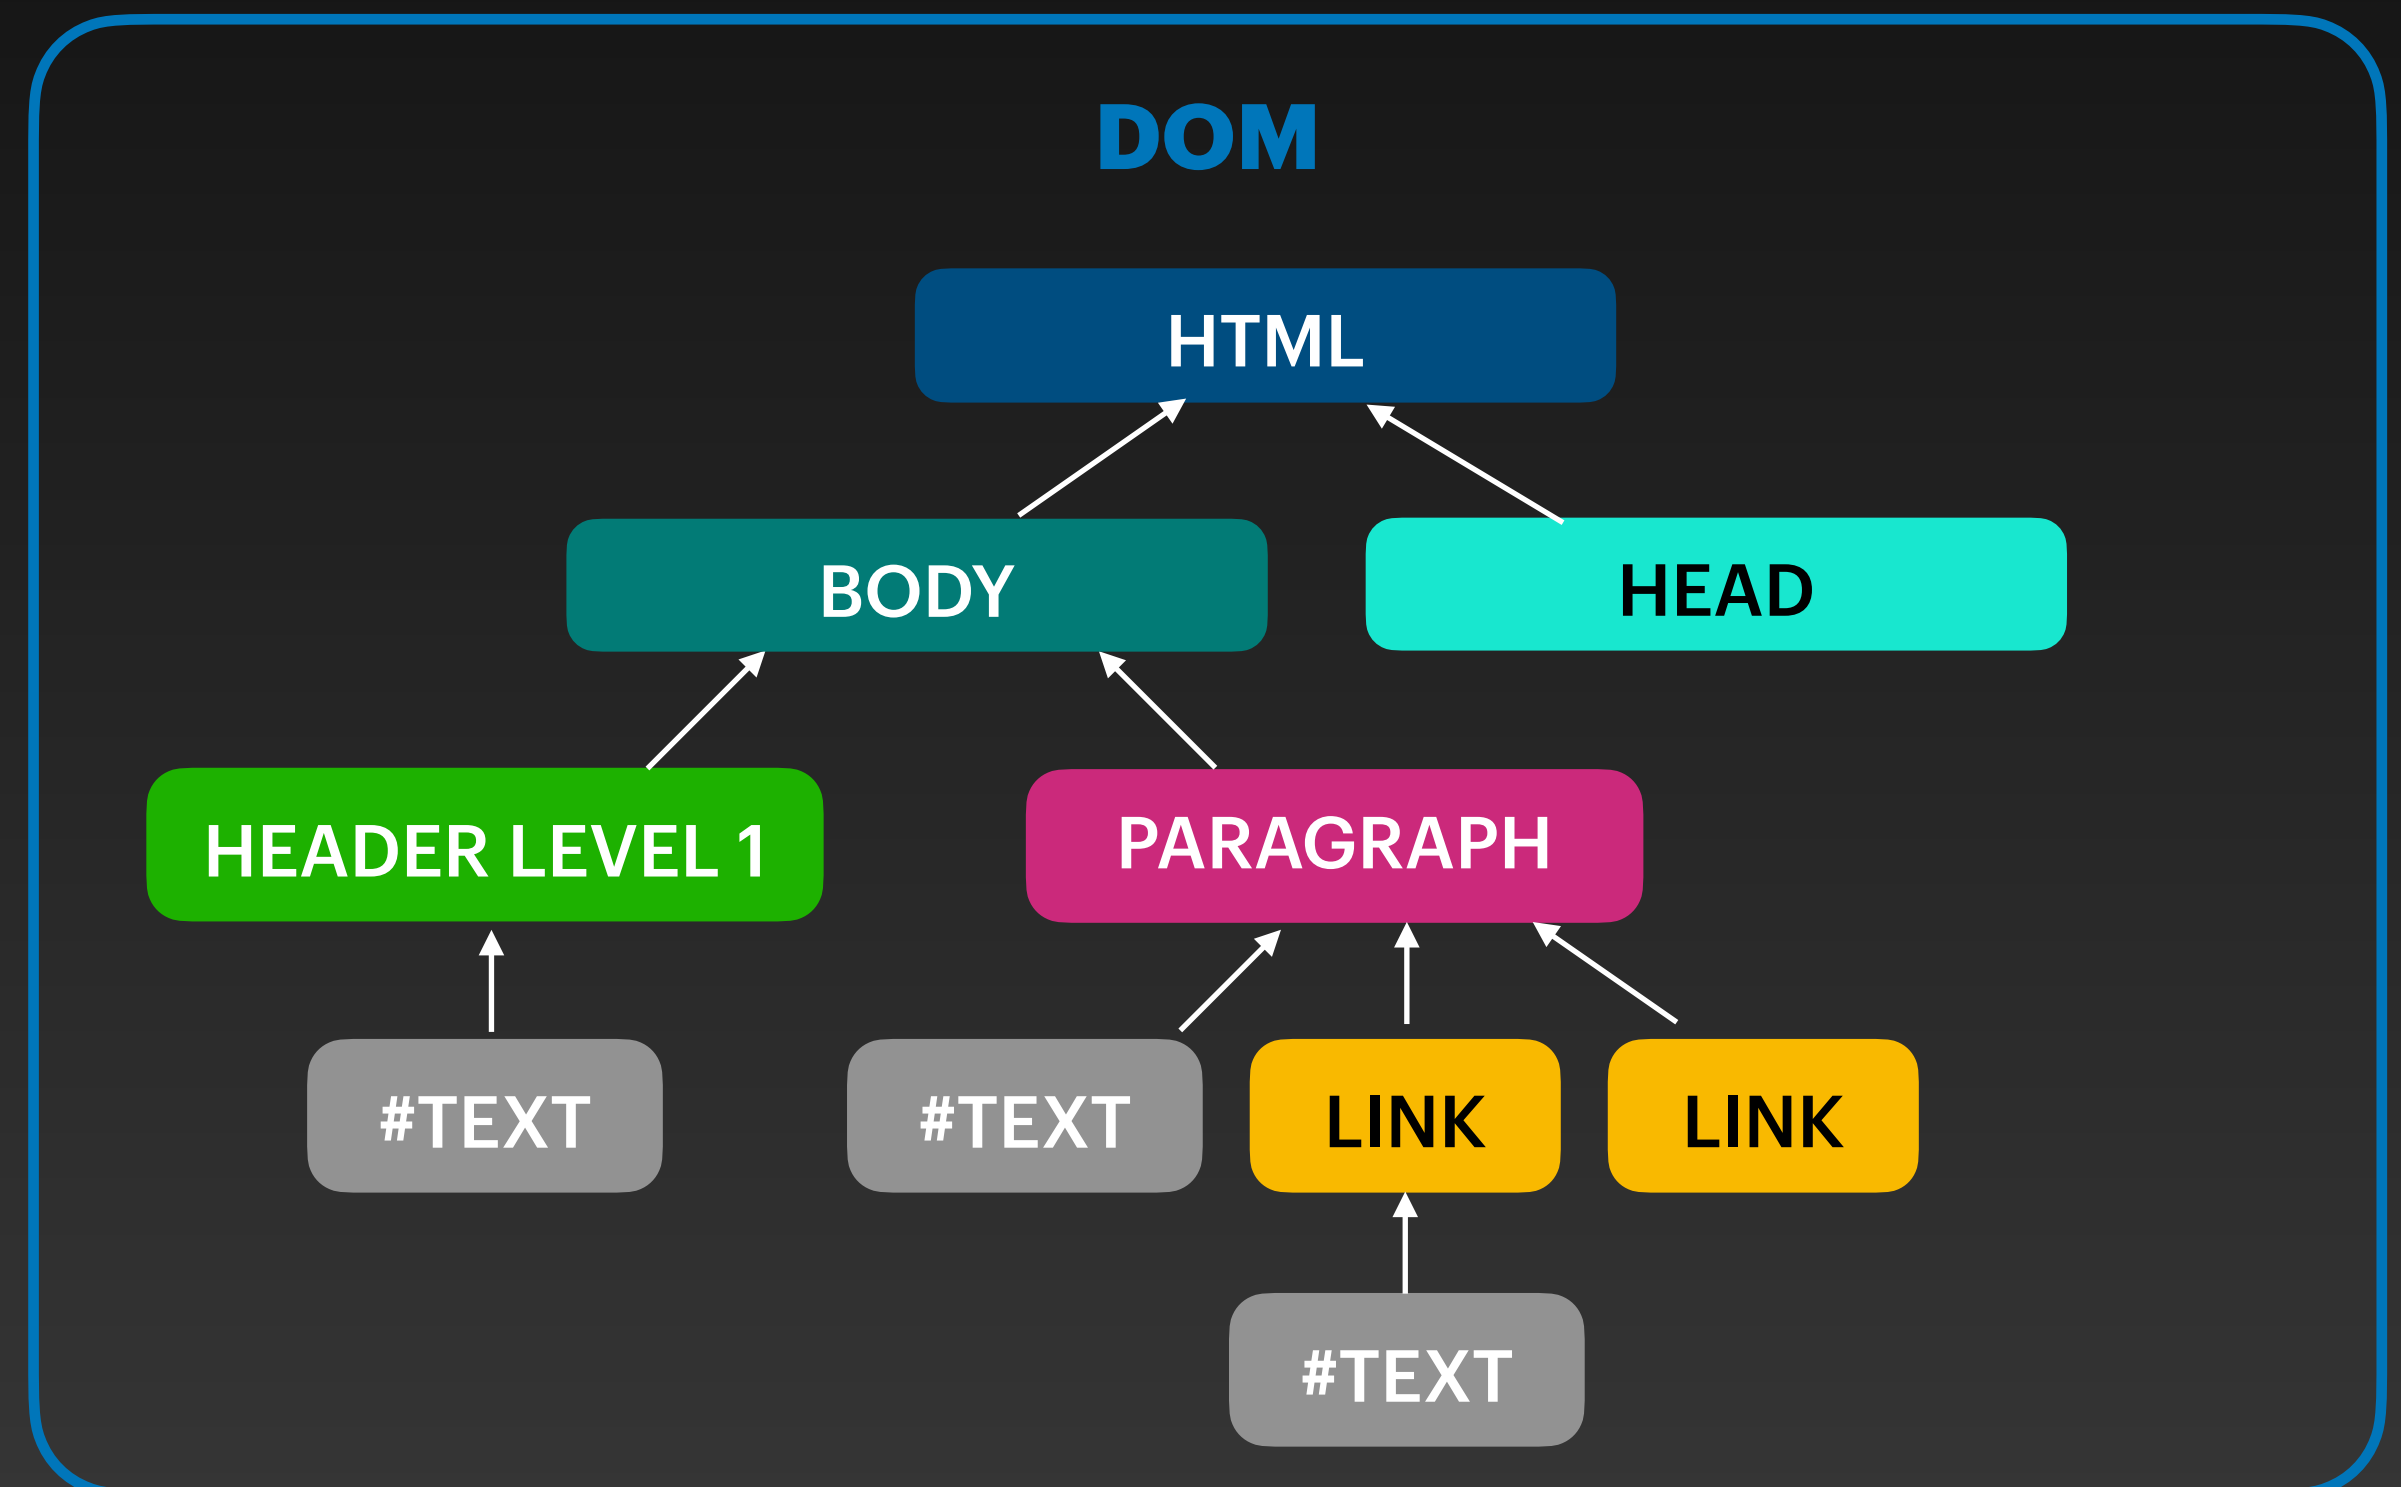 DOM
HTML
BODY
HEAD
HEADER LEVEL 1
PARAGRAPH
#TEXT
#TEXT
LINK
LINK
#TEXT